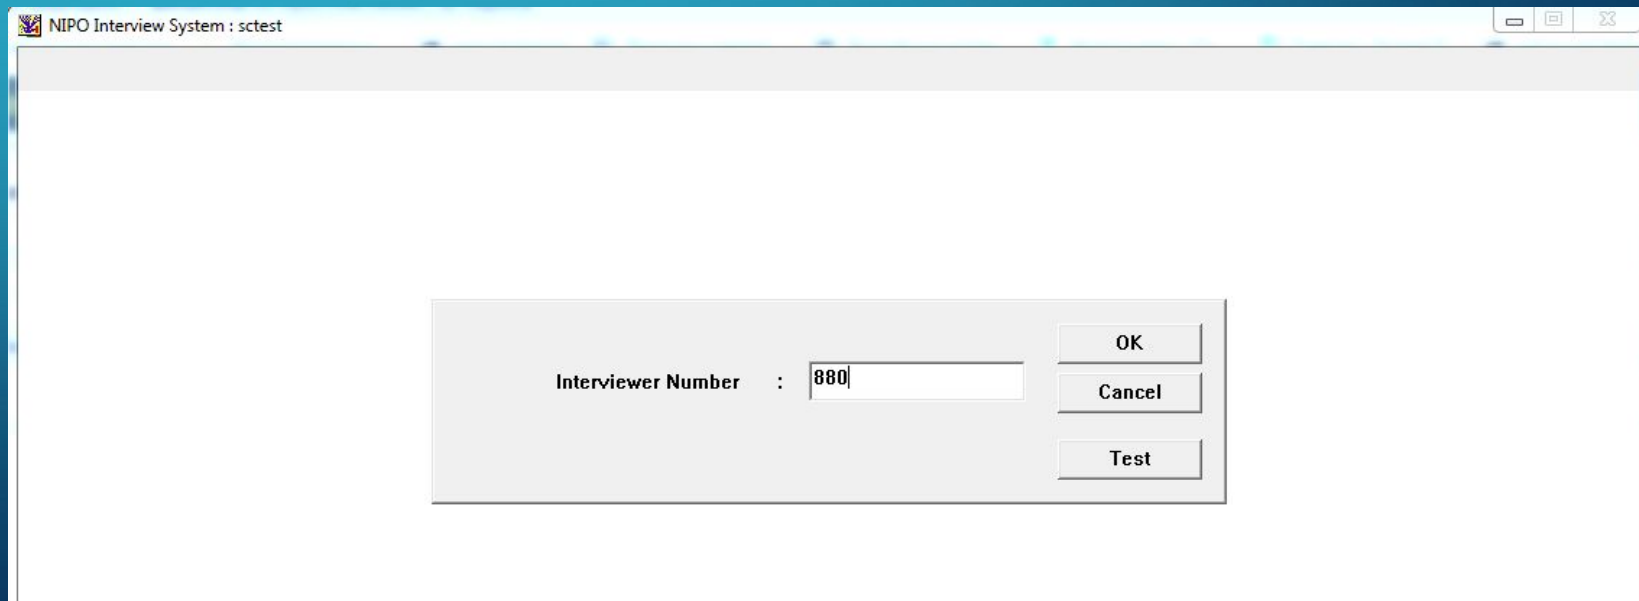 NIPO Interview System : sctest
OK
Interviewer Number : 880
Cancel
Test